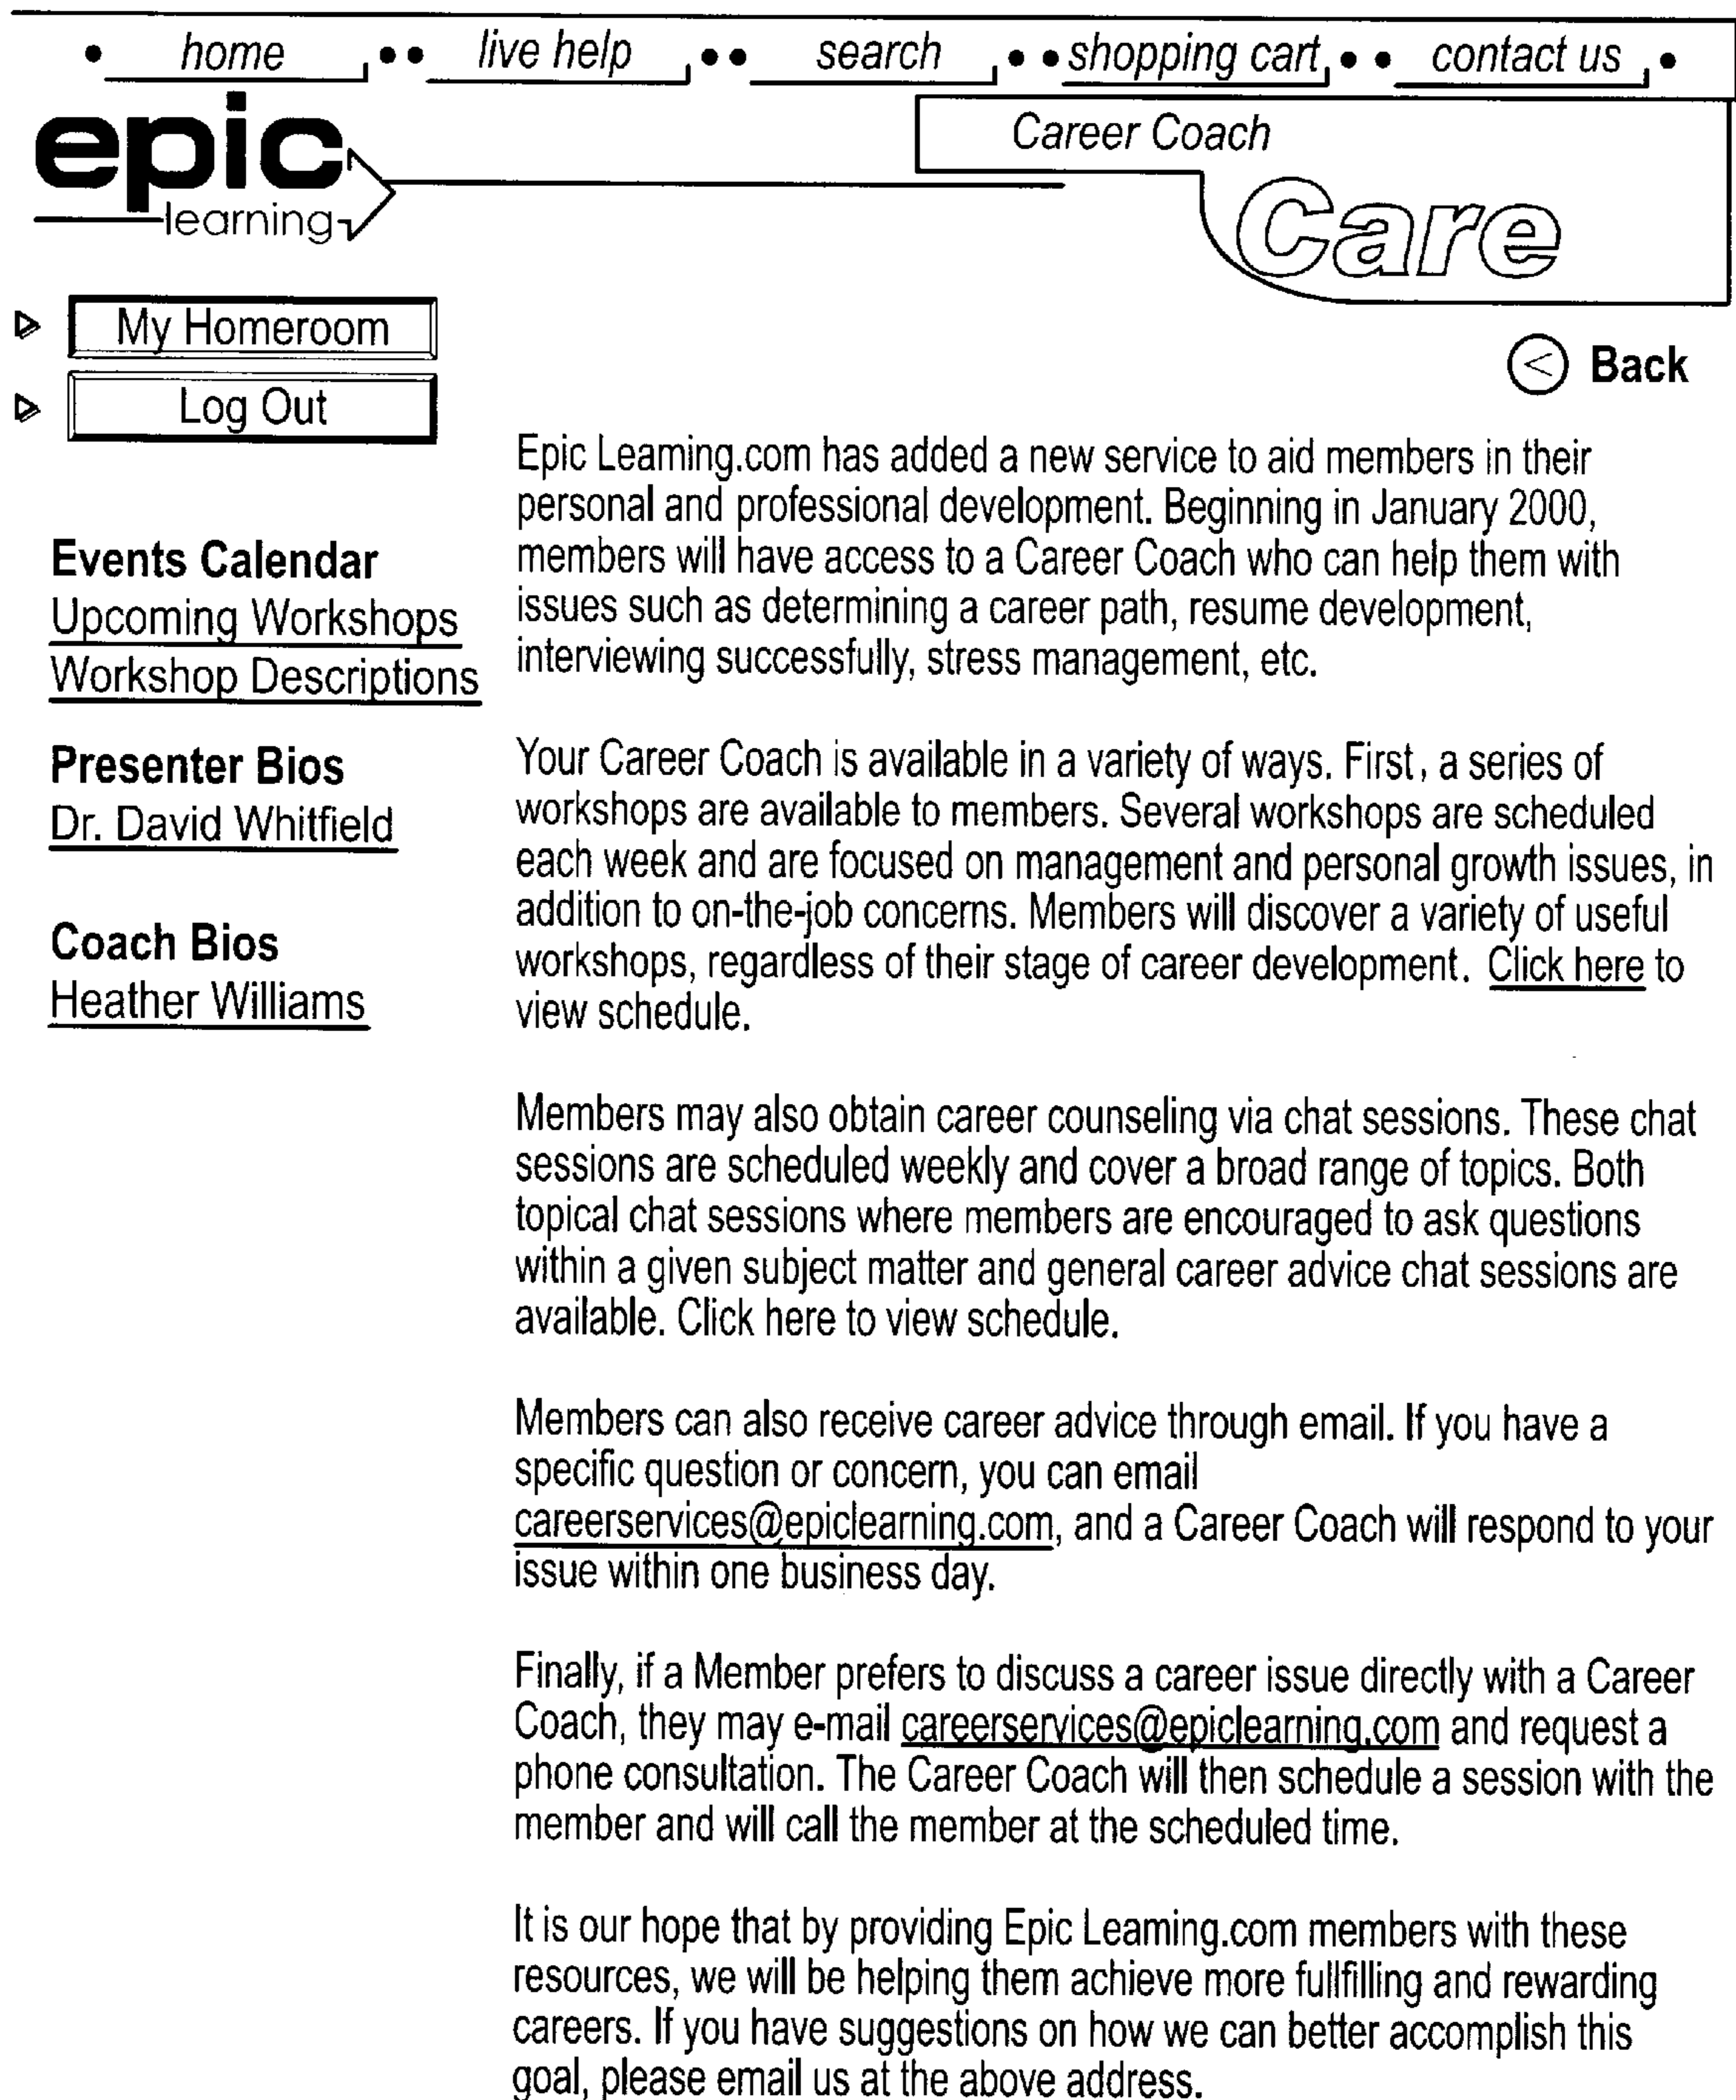 home live help search shopping cart contact us
epic
learning
Career Coach
Care
My Homeroom
Log Out
Back
Events Calendar
Upcoming Workshops
Workshop Descriptions
Presenter Bios
Dr. David Whitfield
Coach Bios
Heather Williams
Epic Leaming.com has added a new service to aid members in their
personal and professional development. Beginning in January 2000,
members will have access to a Career Coach who can help them with
issues such as determining a career path, resume development,
interviewing successfully, stress management, etc.
Your Career Coach is available in a variety of ways. First, a series of
workshops are available to members. Several workshops are scheduled
each week and are focused on management and personal growth issues, in
addition to on-the-job concerns. Members will discover a variety of useful
workshops, regardless of their stage of career development. Click here to
view schedule.
Members may also obtain career counseling via chat sessions. These chat
sessions are scheduled weekly and cover a broad range of topics. Both
topical chat sessions where members are encouraged to ask questions
within a given subject matter and general career advice chat sessions are
available. Click here to view schedule.
Members can also receive career advice through email. If you have a
specific question or concern, you can email
careerservices@epiclearning.com, and a Career Coach will respond to your
issue within one business day.
Finally, if a Member prefers to discuss a career issue directly with a Career
Coach, they may e-mail careerservices@epiclearning.com and request a
phone consultation. The Career Coach will then schedule a session with the
member and will call the member at the scheduled time.
It is our hope that by providing Epic Leaming.com members with these
resources, we will be helping them achieve more fullfilling and rewarding
careers. If you have suggestions on how we can better accomplish this
goal, please email us at the above address.